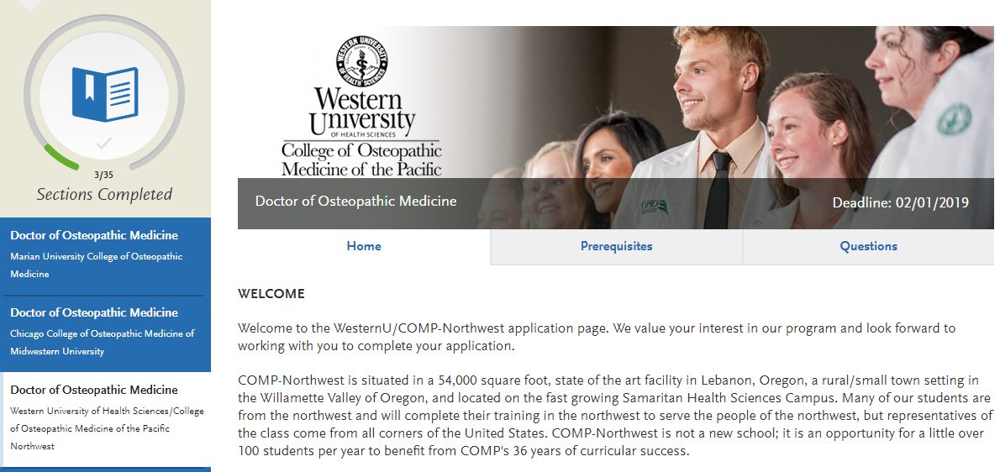 3/35
Sections Completed
Doctor of Osteopathic Medicine
Marian University College of Osteopathic
Medicine
Doctor of Osteopathic Medicine
Chicago College of Osteopathic Medicine of
Midwestern University
Doctor of Osteopathic Medicine
Western University of Health Sciences/College
of Osteopathic Medicine of the Pacific
Northwest
WESTERN UNIVERSITY
OF HEALTH SCIENCES
Western
University
OF HEALTH SCIENCES
College of Osteopathic
Medicine of the Pacific
Doctor of Osteopathic Medicine
Deadline: 02/01/2019
Home
Prerequisites
Questions
WELCOME
Welcome to the WesternU/COMP-Northwest application page. We value your interest in our program and look forward to
working with you to complete your application.
COMP-Northwest is situated in a 54,000 square foot, state of the art facility in Lebanon, Oregon, a rural/small town setting in
the Willamette Valley of Oregon, and located on the fast growing Samaritan Health Sciences Campus. Many of our students are
from the northwest and will complete their training in the northwest to serve the people of the northwest, but representatives of
the class come from all corners of the United States. COMP-Northwest is not a new school; it is an opportunity for a little over
100 students per year to benefit from COMP's 36 years of curricular success.